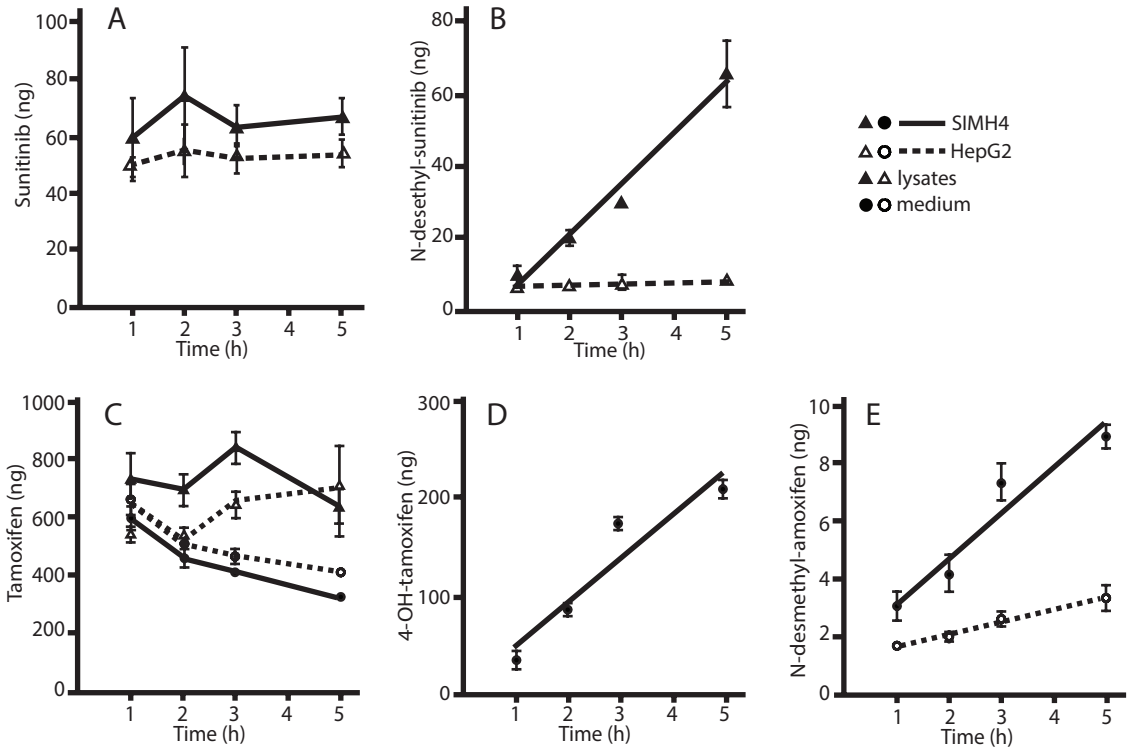 A
Sunitinib (ng)
100
80
60
40
20
0
1 2 3 4 5
Time (h)
B
N-desethyl-sunitinib (ng)
80
60
40
20
0
1 2 3 4 5
Time (h)
SIMH4
HepG2
lysates
medium
C
Tamoxifen (ng)
1000
800
600
400
200
0
1 2 3 4 5
Time (h)
D
4-OH-tamoxifen (ng)
300
200
100
0
1 2 3 4 5
Time (h)
E
N-desmethyl-amoxifen (ng)
10
8
6
4
2
0
1 2 3 4 5
Time (h)